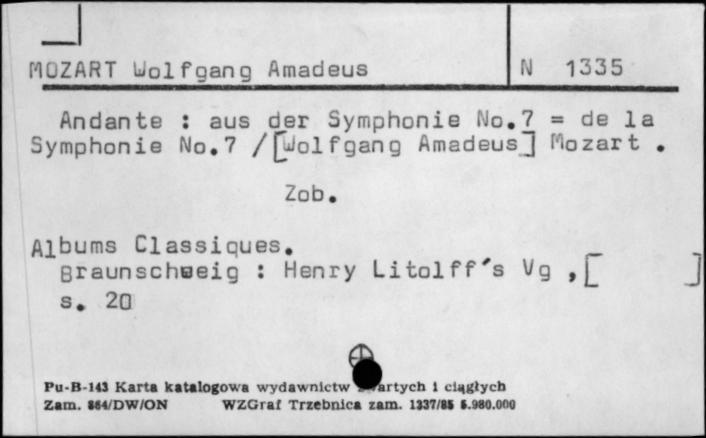 MOZART Wolfgang Amadeus N 1335
Andante : aus der Symphonie No.7 = de la
Symphonie No.7 /[Wolfgang Amadeus] Mozart .
Zob.
Albums Classiques.
Braunschweig : Henry Litolff's Vg ,[ ]
s. 20
Pu-B-143 Karta katalogowa wydawnictw i ciągłych
Zam. 864/DW/ON WZGraf Trzebnica zam. 1337/85 5.980.000